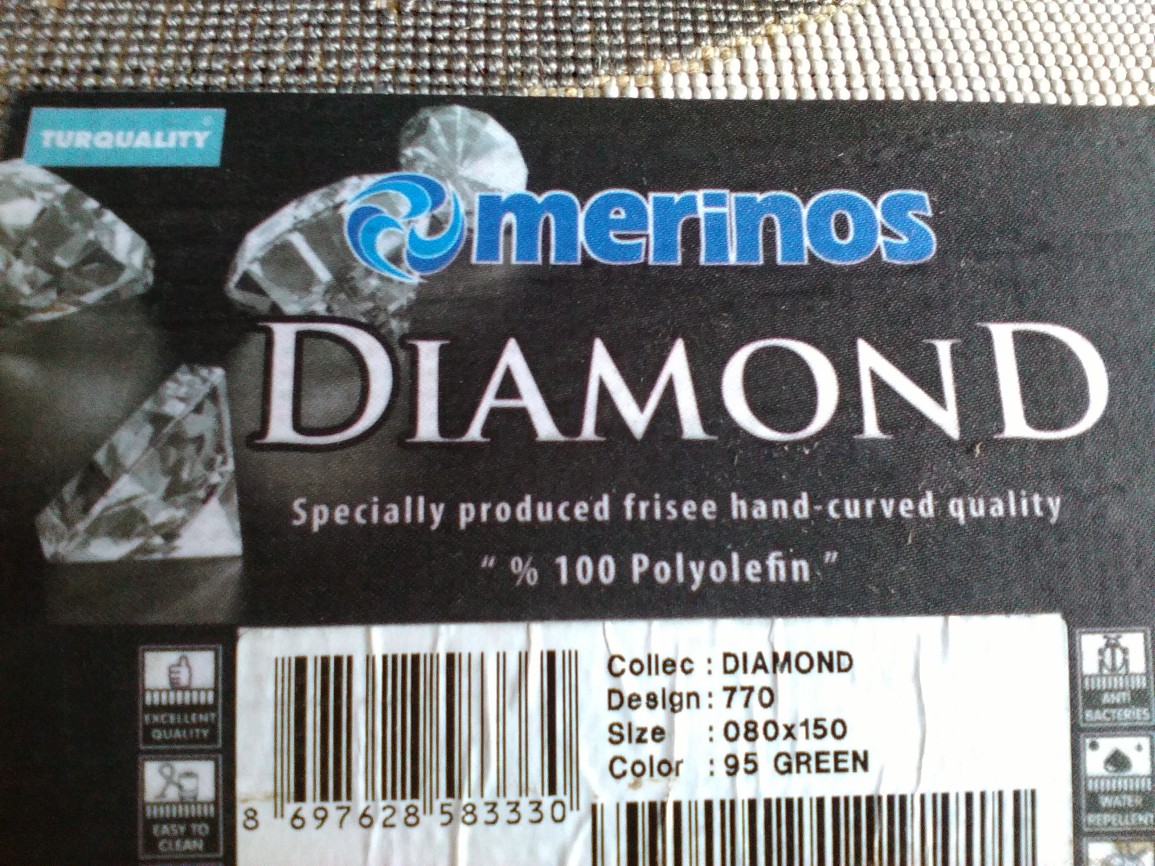 TURQUALITY
merinos
DIAMOND
Specially produced frisee hand-curved quality
" % 100 Polyolefin "
Collec : DIAMOND
Design : 770
Size : 080x150
Color : 95 GREEN
8 697628 583330
EXCELLENT
QUALITY
EASY TO
CLEAN
ANTI
BACTERIES
WATER
REPELLENT